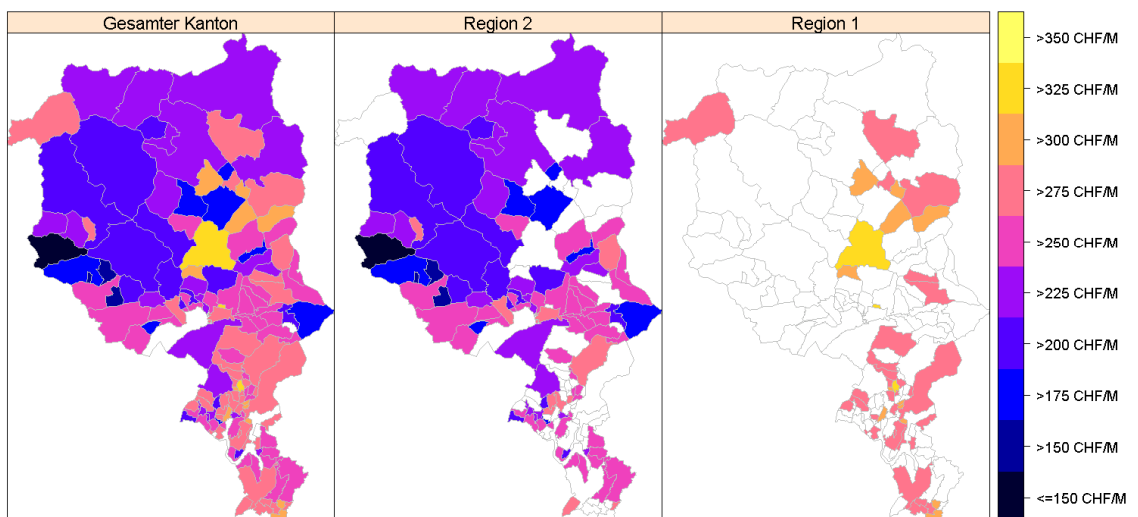 Gesamter Kanton
Region 2
Region 1
>350 CHF/M
>325 CHF/M
>300 CHF/M
>275 CHF/M
>250 CHF/M
>225 CHF/M
>200 CHF/M
>175 CHF/M
>150 CHF/M
<=150 CHF/M